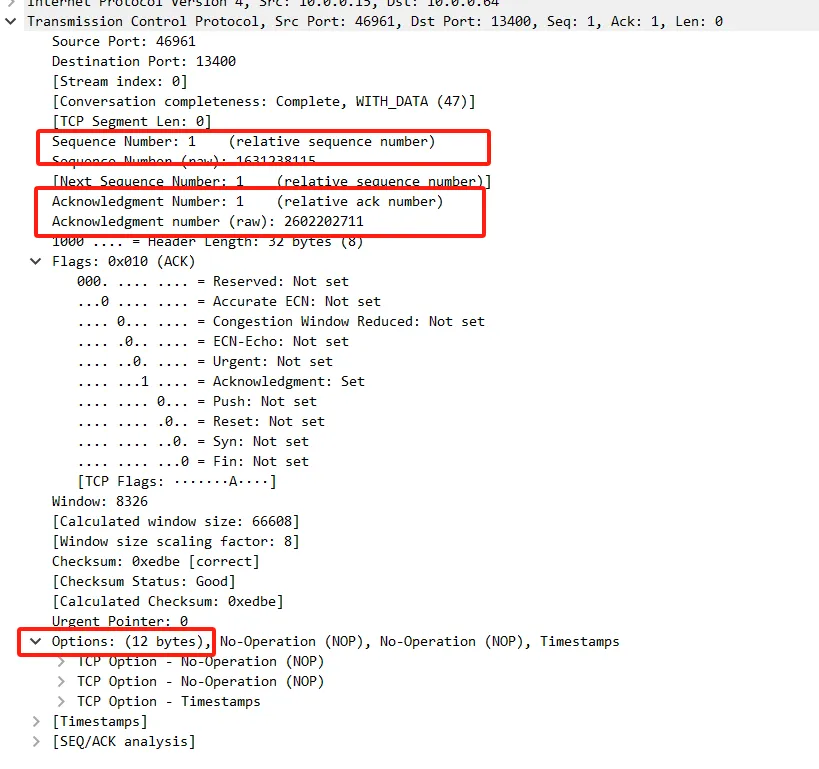 Internet Protocol Version 4, Src: 10.0.0.15, Dst: 10.0.0.64
Transmission Control Protocol, Src Port: 46961, Dst Port: 13400, Seq: 1, Ack: 1, Len: 0
Source Port: 46961
Destination Port: 13400
[Stream index: 0]
[Conversation completeness: Complete, WITH_DATA (47)]
[TCP Segment Len: 0]
Sequence Number: 1    (relative sequence number)
Sequence Number (raw): 1631238115
[Next Sequence Number: 1    (relative sequence number)]
Acknowledgment Number: 1    (relative ack number)
Acknowledgment number (raw): 2602202711
1000 .... = Header Length: 32 bytes (8)
Flags: 0x010 (ACK)
000. .... .... = Reserved: Not set
...0 .... .... = Accurate ECN: Not set
.... 0... .... = Congestion Window Reduced: Not set
.... .0.. .... = ECN-Echo: Not set
.... ..0. .... = Urgent: Not set
.... ...1 .... = Acknowledgment: Set
.... .... 0... = Push: Not set
.... .... .0.. = Reset: Not set
.... .... ..0. = Syn: Not set
.... .... ...0 = Fin: Not set
[TCP Flags: ·······A····]
Window: 8326
[Calculated window size: 66608]
[Window size scaling factor: 8]
Checksum: 0xedbe [correct]
[Checksum Status: Good]
[Calculated Checksum: 0xedbe]
Urgent Pointer: 0
Options: (12 bytes), No-Operation (NOP), No-Operation (NOP), Timestamps
TCP Option - No-Operation (NOP)
TCP Option - No-Operation (NOP)
TCP Option - Timestamps
[Timestamps]
[SEQ/ACK analysis]